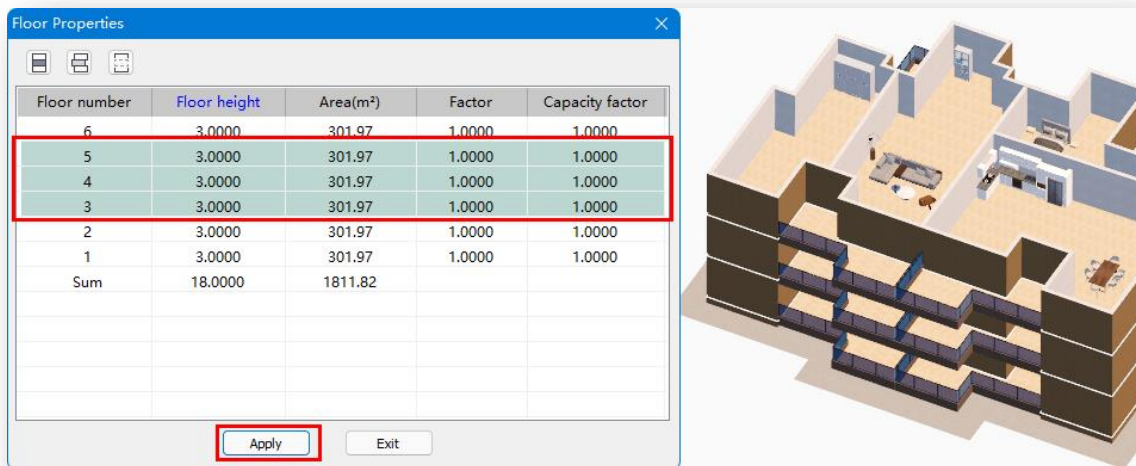 Floor Properties
Floor number Floor height Area(m²) Factor Capacity factor
6 3.0000 301.97 1.0000 1.0000
5 3.0000 301.97 1.0000 1.0000
4 3.0000 301.97 1.0000 1.0000
3 3.0000 301.97 1.0000 1.0000
2 3.0000 301.97 1.0000 1.0000
1 3.0000 301.97 1.0000 1.0000
Sum 18.0000 1811.82
Apply Exit